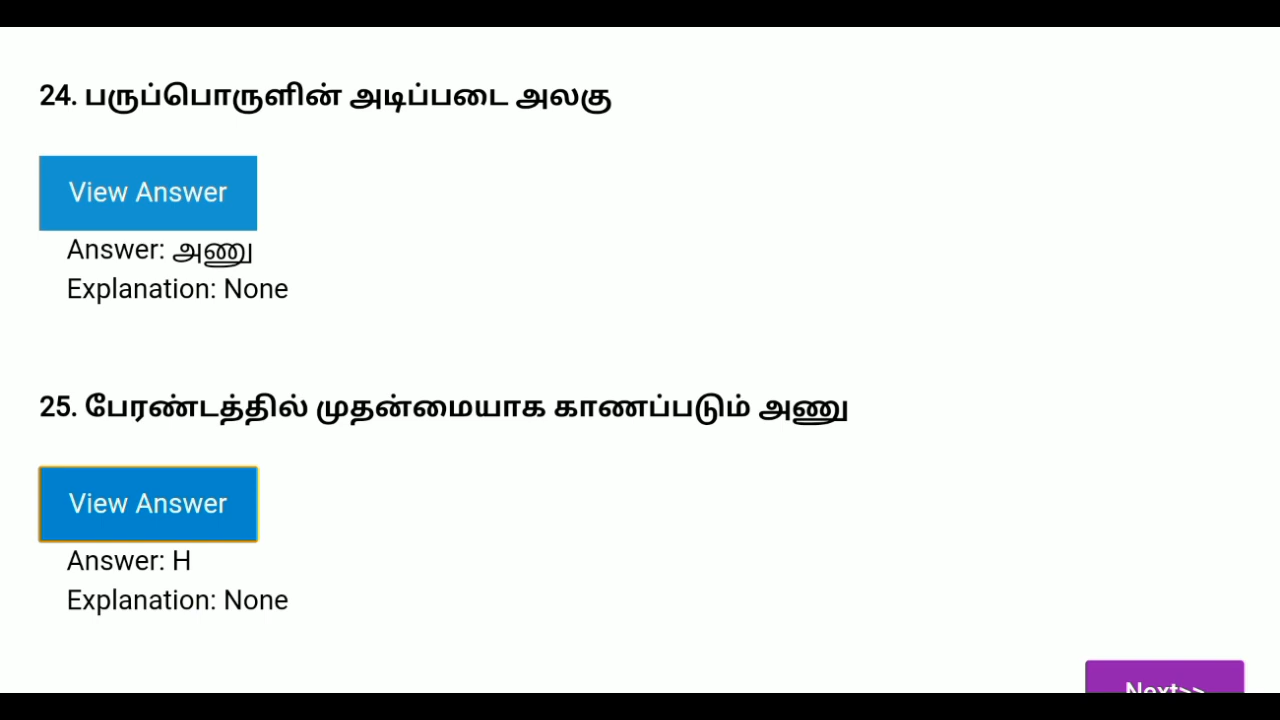 24. பருப்பொருளின் அடிப்படை அலகு
View Answer
Answer: அணு
Explanation: None
25. பேரண்டத்தில் முதன்மையாக காணப்படும் அணு
View Answer
Answer: H
Explanation: None
Next>>